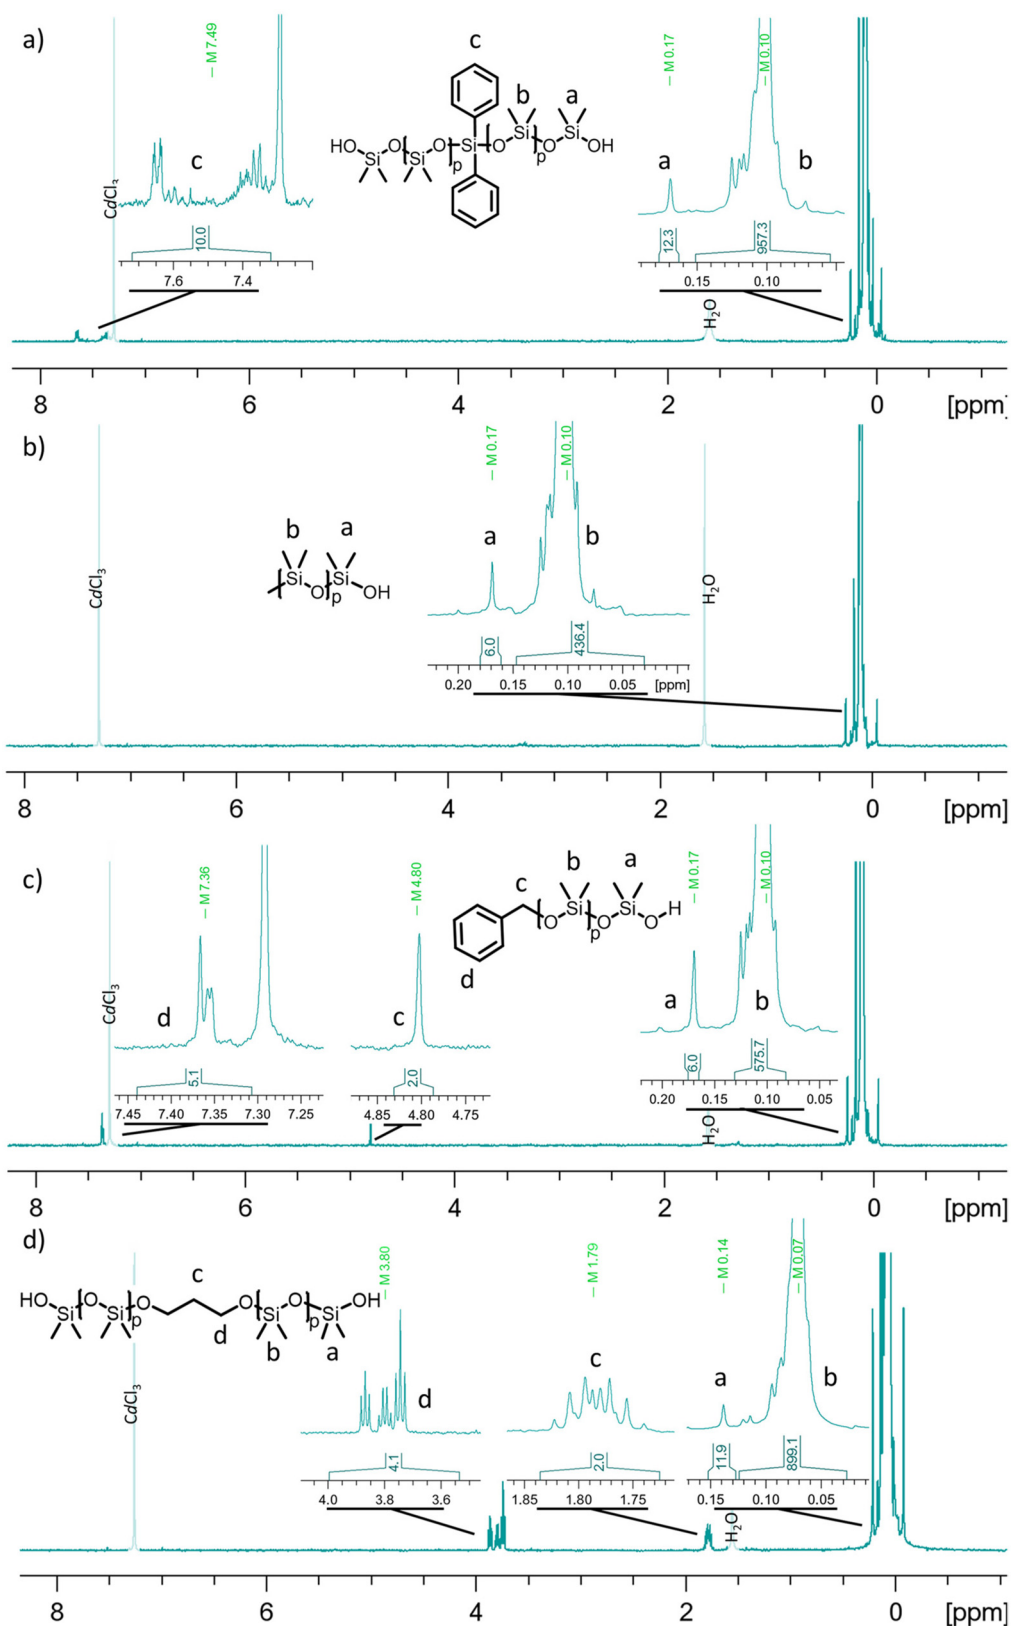 a)
— M 7.49
c
10.0
7.6 7.4
CdCl3
c
b a
HO Si O ( Si O ) p Si ( O Si ) p O Si OH
— M 0.17
— M 0.10
a
b
12.3
957.3
0.15 0.10
H2O
8 6 4 2 0 [ppm]
b)
CdCl3
b a
( Si O ) p Si OH
— M 0.17
— M 0.10
a
b
6.0
436.4
0.20 0.15 0.10 0.05 [ppm]
H2O
8 6 4 2 0 [ppm]
c)
CdCl3
— M 7.36
d
5.1
7.45 7.40 7.35 7.30 7.25
— M 4.80
c
2.0
4.85 4.80 4.75
b a
c
( O Si ) p O Si O H
d
— M 0.17
— M 0.10
a
b
6.0
575.7
0.20 0.15 0.10 0.05
H2O
8 6 4 2 0 [ppm]
d)
CdCl3
c
HO Si ( O Si ) p O O ( Si O ) p Si OH
d
b a
— M 3.80
d
4.1
4.0 3.8 3.6
— M 1.79
c
2.0
1.85 1.80 1.75
— M 0.14
— M 0.07
a
b
11.9
899.1
0.15 0.10 0.05
H2O
8 6 4 2 0 [ppm]